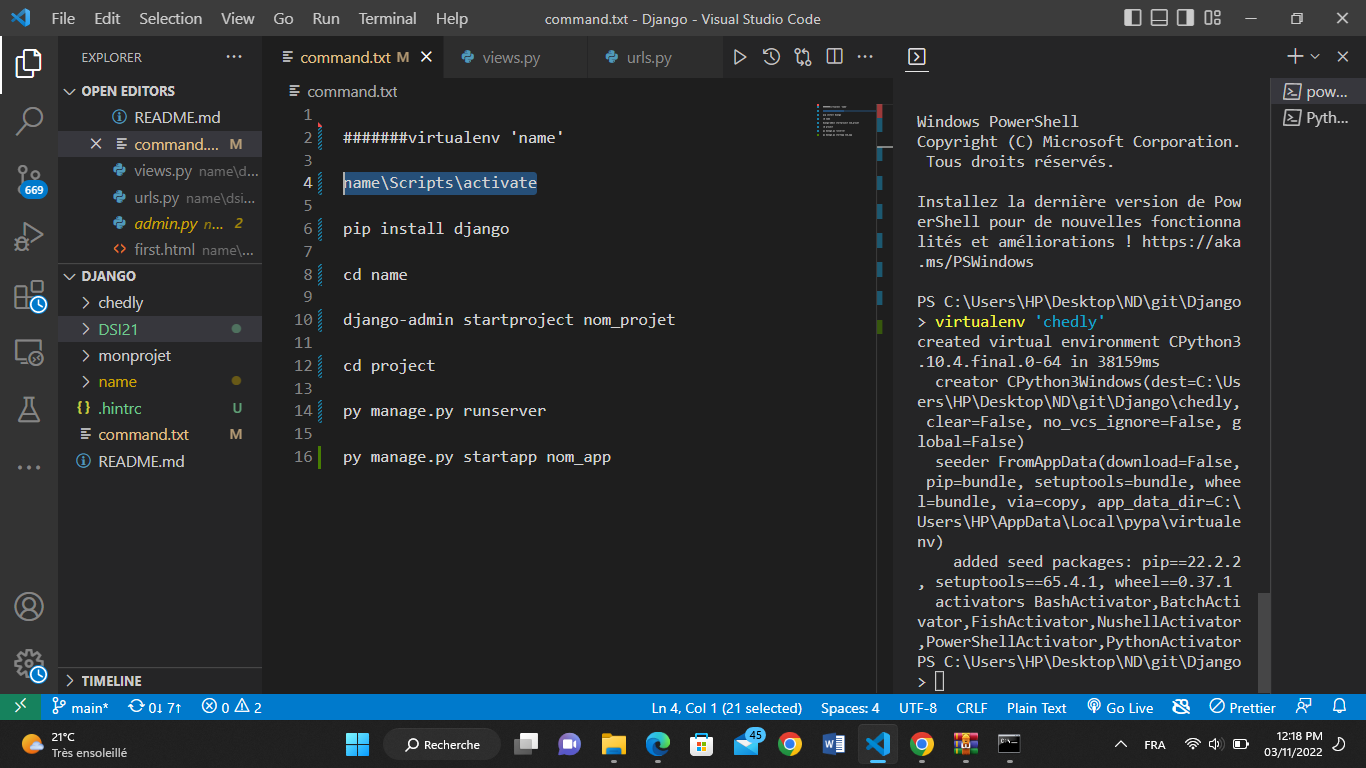 File Edit Selection View Go Run Terminal Help command.txt - Django - Visual Studio Code
EXPLORER
OPEN EDITORS
README.md
command.... M
views.py name\d...
urls.py name\dsi...
admin.py n... 2
first.html name\...
DJANGO
chedly
DSI21
monprojet
name
.hintrc U
command.txt M
README.md
TIMELINE
669
command.txt M
views.py
urls.py
command.txt
1
2 #######virtualenv 'name'
3
4 name\Scripts\activate
5
6 pip install django
7
8 cd name
9
10 django-admin startproject nom_projet
11
12 cd project
13
14 py manage.py runserver
15
16 py manage.py startapp nom_app
Windows PowerShell
Copyright (C) Microsoft Corporation.
Tous droits réservés.
Installez la dernière version de Pow
erShell pour de nouvelles fonctionna
lités et améliorations ! https://aka
.ms/PSWindows
PS C:\Users\HP\Desktop\ND\git\Django
> virtualenv 'chedly'
created virtual environment CPython3
.10.4.final.0-64 in 38159ms
creator CPython3Windows(dest=C:\Us
ers\HP\Desktop\ND\git\Django\chedly,
clear=False, no_vcs_ignore=False, g
lobal=False)
seeder FromAppData(download=False,
pip=bundle, setuptools=bundle, whee
l=bundle, via=copy, app_data_dir=C:\
Users\HP\AppData\Local\pypa\virtuale
nv)
added seed packages: pip==22.2.2
, setuptools==65.4.1, wheel==0.37.1
activators BashActivator,BatchActi
vator,FishActivator,NushellActivator
,PowerShellActivator,PythonActivator
PS C:\Users\HP\Desktop\ND\git\Django
>
pow...
Pyth...
main* 0↓ 7↑ 0 2 Ln 4, Col 1 (21 selected) Spaces: 4 UTF-8 CRLF Plain Text Go Live Prettier
21°C
Très ensoleillé
Recherche
45
FRA
12:18 PM
03/11/2022